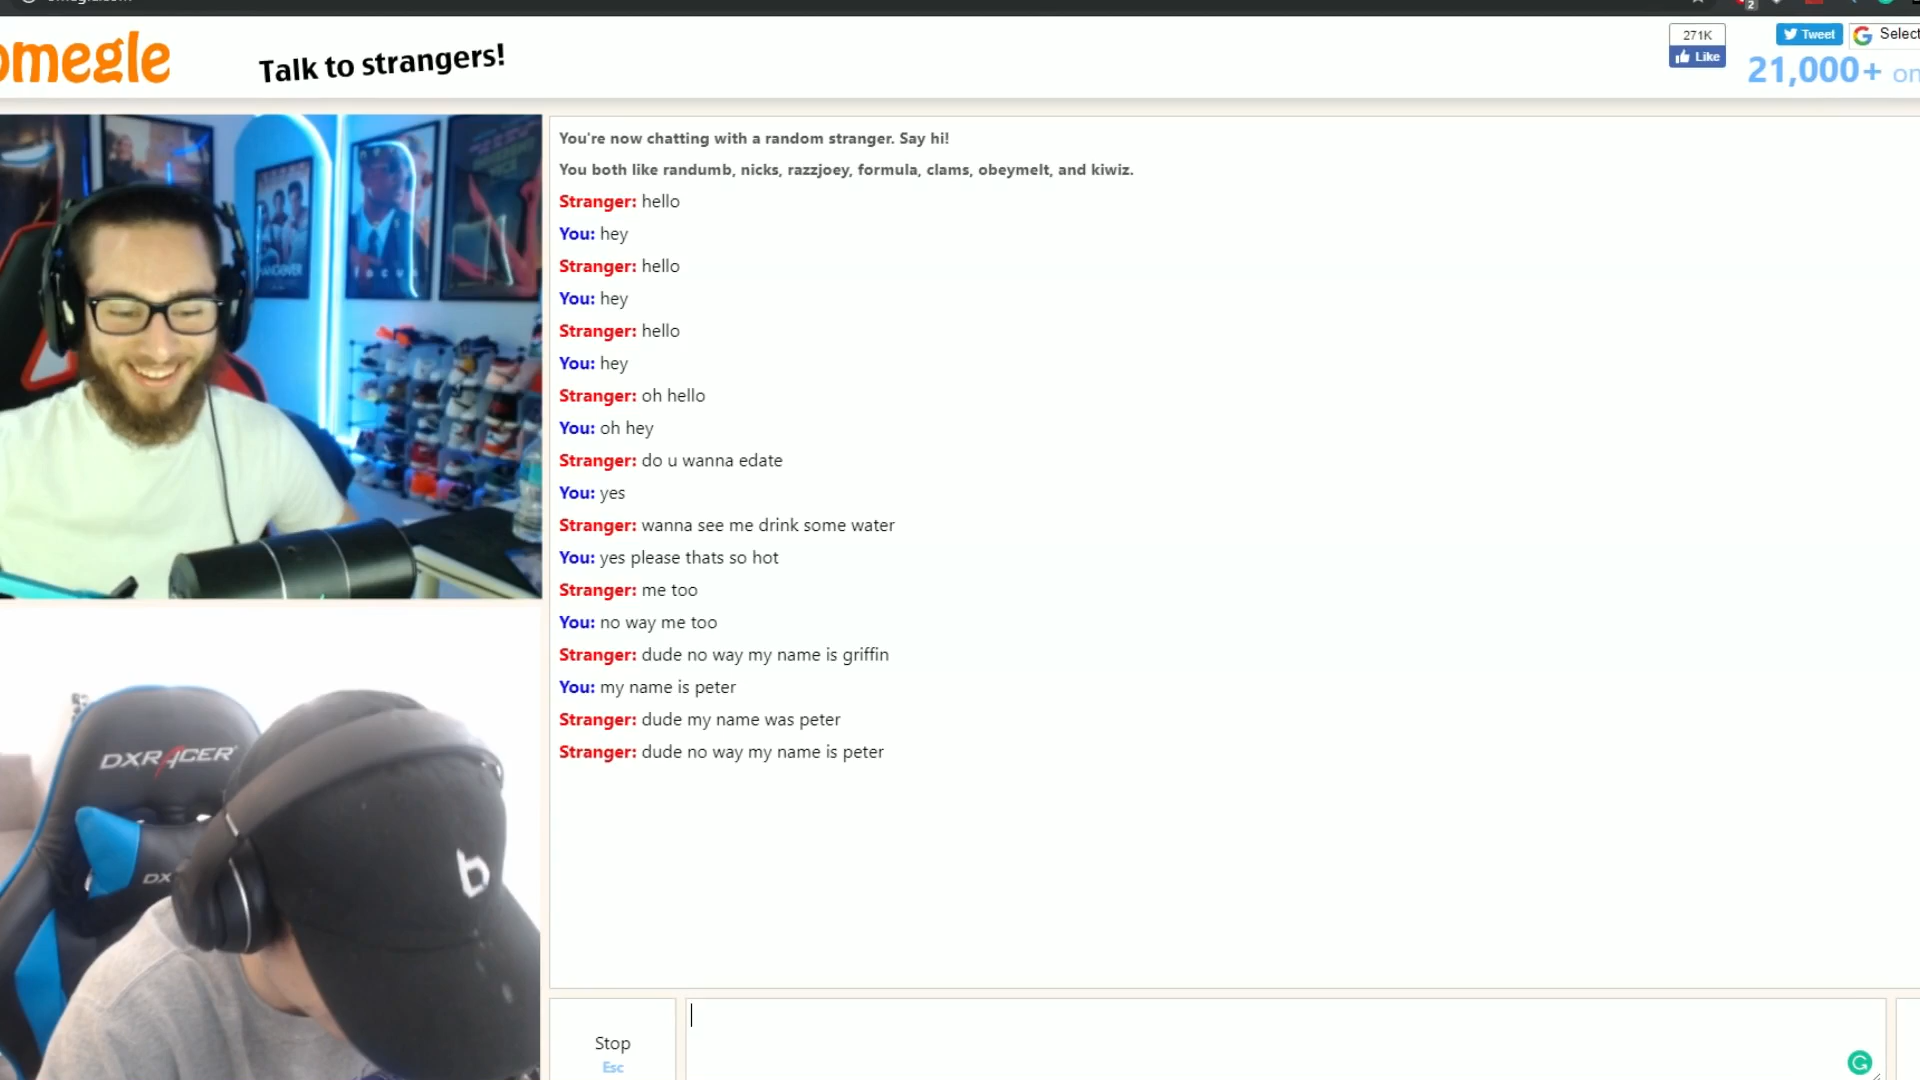 omegle
Talk to strangers!
271K
Like
Tweet
Select
21,000+ on
2
HANGOVER
focus
You're now chatting with a random stranger. Say hi!
You both like randumb, nicks, razzjoey, formula, clams, obeymelt, and kiwiz.
Stranger: hello
You: hey
Stranger: hello
You: hey
Stranger: hello
You: hey
Stranger: oh hello
You: oh hey
Stranger: do u wanna edate
You: yes
Stranger: wanna see me drink some water
You: yes please thats so hot
Stranger: me too
You: no way me too
Stranger: dude no way my name is griffin
You: my name is peter
Stranger: dude my name was peter
Stranger: dude no way my name is peter
DXRACER
DX
b
Stop
Esc